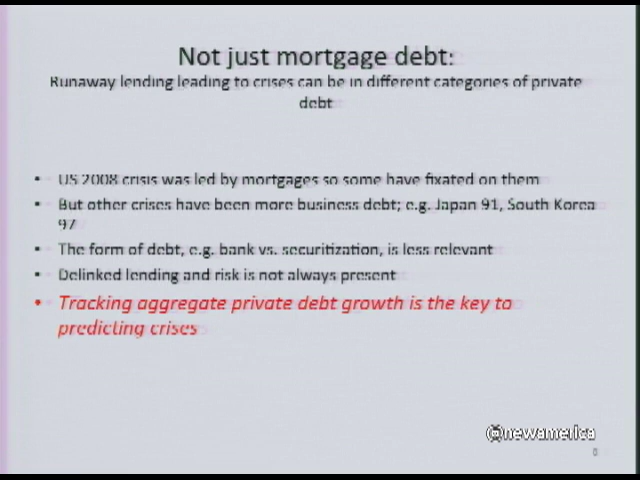 Not just mortgage debt:
Runaway lending leading to crises can be in different categories of private
debt
• US 2008 crisis was led by mortgages so some have fixated on them
• But other crises have been more business debt; e.g. Japan 91, South Korea
97
• The form of debt, e.g. bank vs. securitization, is less relevant
• Delinked lending and risk is not always present
• Tracking aggregate private debt growth is the key to
predicting crises
@newamerica